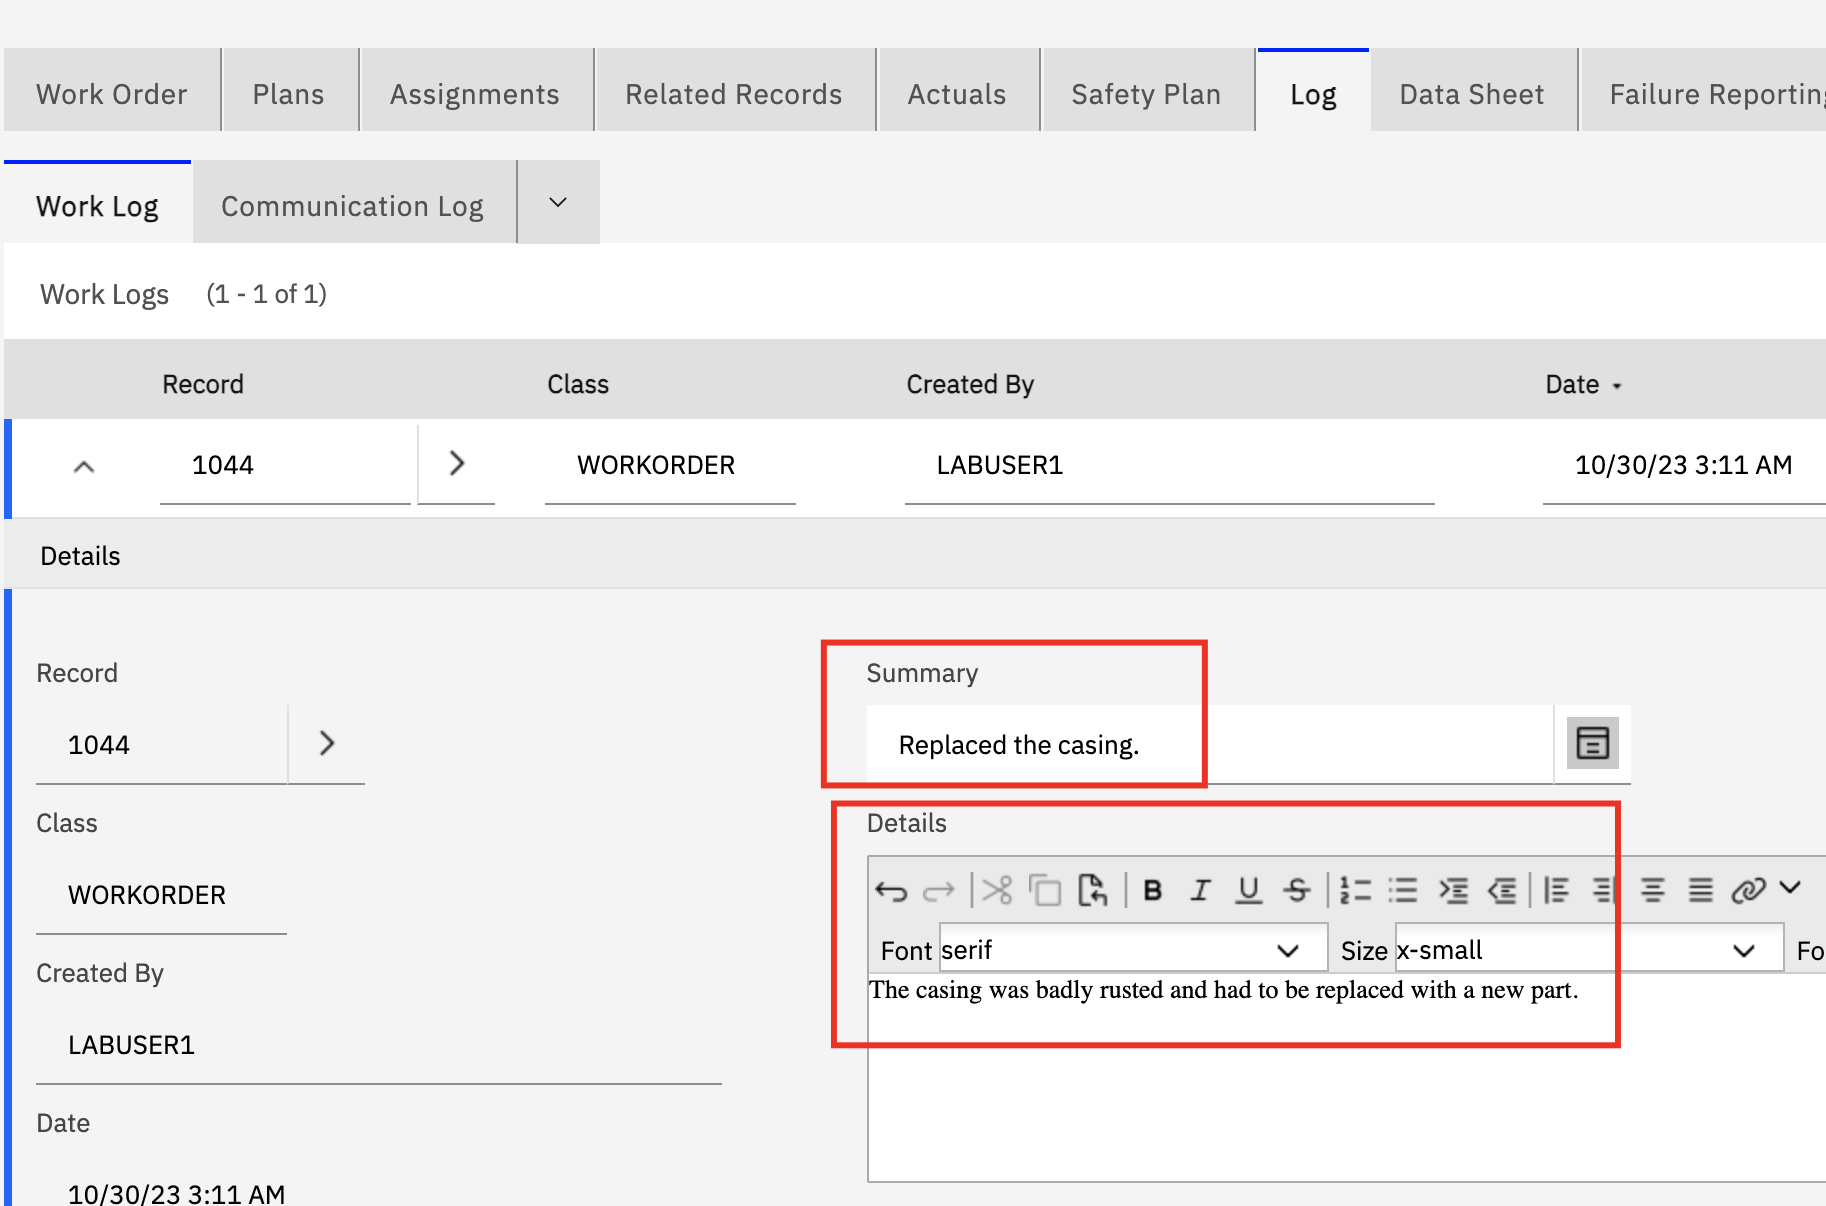 Work Order Plans Assignments Related Records Actuals Safety Plan Log Data Sheet Failure Reporting
Work Log Communication Log
Work Logs (1 - 1 of 1)
Record Class Created By Date
1044 WORKORDER LABUSER1 10/30/23 3:11 AM
Details
Record
1044
Class
WORKORDER
Created By
LABUSER1
Date
10/30/23 3:11 AM
Summary
Replaced the casing.
Details
B I U S
Font serif Size x-small Fo
The casing was badly rusted and had to be replaced with a new part.